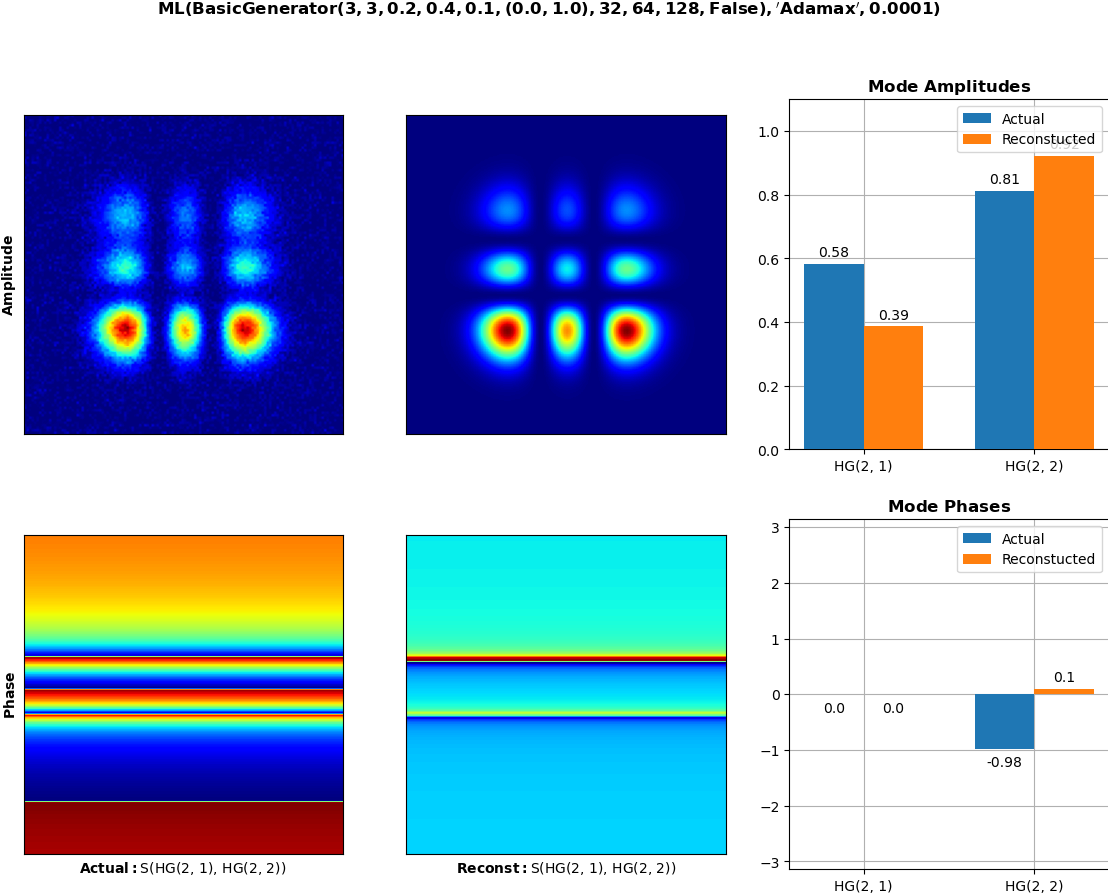 ML(BasicGenerator(3, 3, 0.2, 0.4, 0.1, (0.0, 1.0), 32, 64, 128, False), ′Adamax′, 0.0001)
Amplitude
Mode Amplitudes
Actual
Reconstucted
1.0
0.8
0.6
0.4
0.2
0.0
0.58
0.39
0.81
0.92
HG(2, 1)
HG(2, 2)
Phase
Actual: S(HG(2, 1), HG(2, 2))
Reconst: S(HG(2, 1), HG(2, 2))
Mode Phases
Actual
Reconstucted
3
2
1
0
−1
−2
−3
0.0
0.0
-0.98
0.1
HG(2, 1)
HG(2, 2)